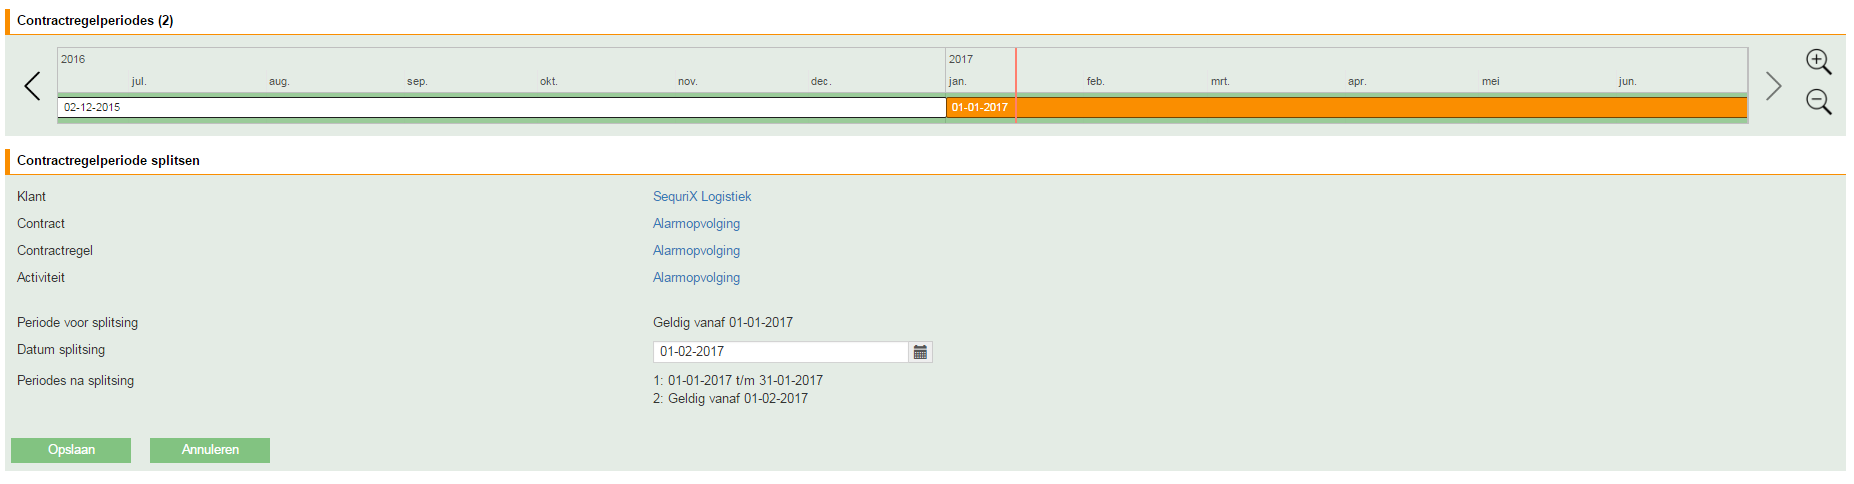 Contractregelperiodes (2)
2016 2017
jul. aug. sep. okt. nov. dec. jan. feb. mrt. apr. mei jun.
02-12-2015 01-01-2017
Contractregelperiode splitsen
Klant SequriX Logistiek
Contract Alarmopvolging
Contractregel Alarmopvolging
Activiteit Alarmopvolging
Periode voor splitsing Geldig vanaf 01-01-2017
Datum splitsing 01-02-2017
Periodes na splitsing 1: 01-01-2017 t/m 31-01-2017
2: Geldig vanaf 01-02-2017
Opslaan Annuleren